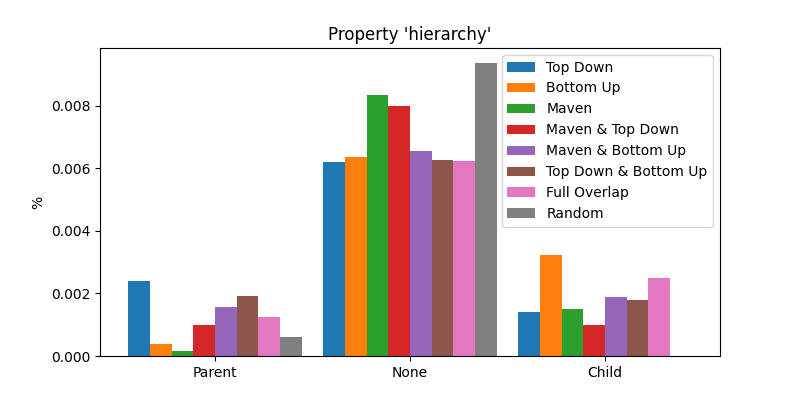 Property 'hierarchy'
%
0.008
0.006
0.004
0.002
0.000
Parent
None
Child
Top Down
Bottom Up
Maven
Maven & Top Down
Maven & Bottom Up
Top Down & Bottom Up
Full Overlap
Random